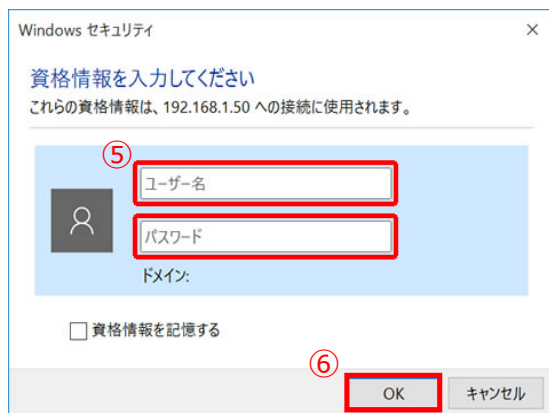 Windows セキュリティ
×
資格情報を入力してください
これらの資格情報は、192.168.1.50 への接続に使用されます。
⑤
ユーザー名
パスワード
ドメイン:
資格情報を記憶する
⑥
OK
キャンセル